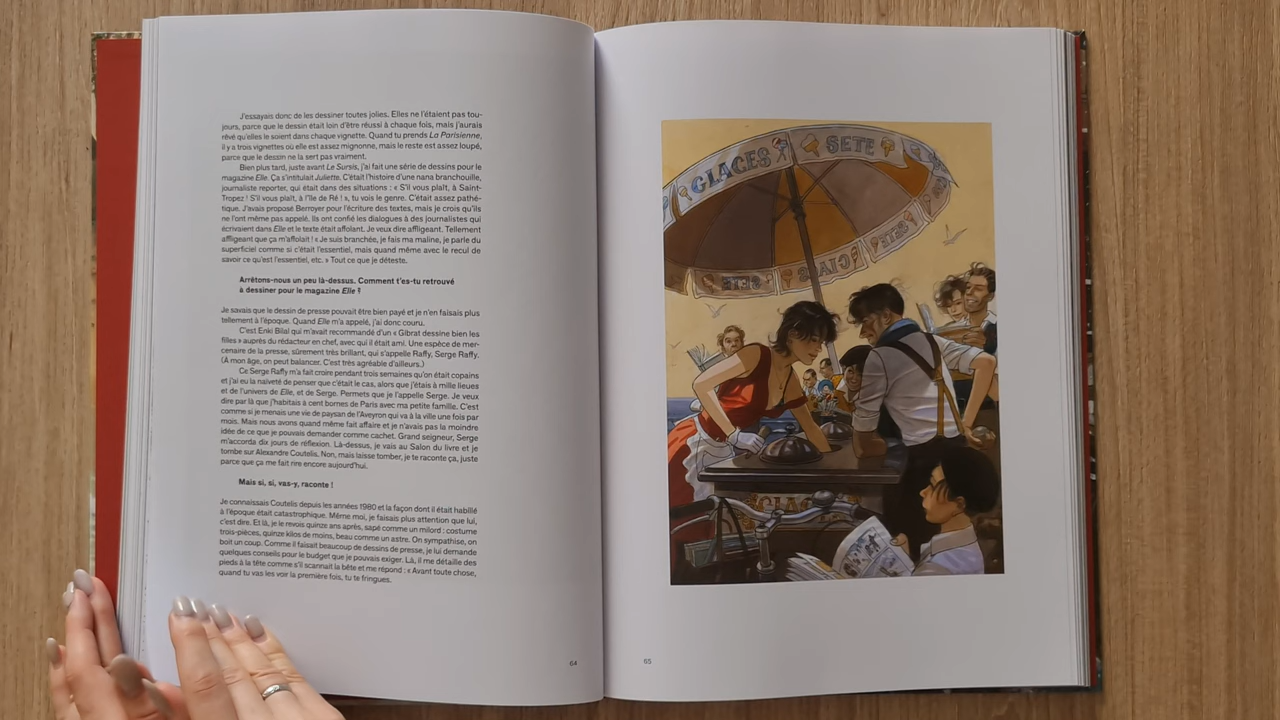 J'essayais donc de les dessiner toutes jolies. Elles ne l'étaient pas tou-
jours, parce que le dessin était loin d'être réussi à chaque fois, mais j'aurais
rêvé qu'elles le soient dans chaque vignette. Quand tu prends La Parisienne,
il y a trois vignettes où elle est assez mignonne, mais le reste est assez loupé,
parce que le dessin ne la sert pas vraiment.
Bien plus tard, juste avant Le Sursis, j'ai fait une série de dessins pour le
magazine Elle. Ça s'intitulait Juliette. C'était l'histoire d'une nana branchouille,
journaliste reporter, qui était dans des situations : « S'il vous plaît, à Saint-
Tropez ! S'il vous plaît, à l'île de Ré ! », tu vois le genre. C'était assez pathé-
tique. J'avais proposé Berroyer pour l'écriture des textes, mais je crois qu'ils
ne l'ont même pas appelé. Ils ont confié les dialogues à des journalistes qui
écrivaient dans Elle et le texte était affolant. Je veux dire affligeant. Tellement
affligeant que ça m'affolait ! « Je suis branchée, je fais ma maline, je parle du
superficiel comme si c'était l'essentiel, mais quand même avec le recul de
savoir ce qu'est l'essentiel, etc. » Tout ce que je déteste.
Arrêtons-nous un peu là-dessus. Comment t'es-tu retrouvé
à dessiner pour le magazine Elle ?
Je savais que le dessin de presse pouvait être bien payé et je n'en faisais plus
tellement à l'époque. Quand Elle m'a appelé, j'ai donc couru.
C'est Enki Bilal qui m'avait recommandé d'un « Gibrat dessine bien les
filles » auprès du rédacteur en chef, avec qui il était ami. Une espèce de mer-
cenaire de la presse, sûrement très brillant, qui s'appelle Raffy, Serge Raffy.
(À mon âge, on peut balancer. C'est très agréable d'ailleurs.)
Ce Serge Raffy m'a fait croire pendant trois semaines qu'on était copains
et j'ai eu la naïveté de penser que c'était le cas, alors que j'étais à mille lieues
et de l'univers de Elle, et de Serge. Permets que je l'appelle Serge. Je veux
dire par là que j'habitais à cent bornes de Paris avec ma petite famille. C'est
comme si je menais une vie de paysan de l'Aveyron qui va à la ville une fois par
mois. Mais nous avons quand même fait affaire et je n'avais pas la moindre
idée de ce que je pouvais demander comme cachet. Grand seigneur, Serge
m'accorda dix jours de réflexion. Là-dessus, je vais au Salon du livre et je
tombe sur Alexandre Coutelis. Non, mais laisse tomber, je te raconte ça, juste
parce que ça me fait rire encore aujourd'hui.
Mais si, si, vas-y, raconte !
Je connaissais Coutelis depuis les années 1980 et la façon dont il était habillé
à l'époque était catastrophique. Même moi, je faisais plus attention que lui,
c'est dire. Et là, je le revois quinze ans après, sapé comme un milord : costume
trois-pièces, quinze kilos de moins, beau comme un astre. On sympathise, on
boit un coup. Comme il faisait beaucoup de dessins de presse, je lui demande
quelques conseils pour le budget que je pouvais exiger. Là, il me détaille des
pieds à la tête comme s'il scannait la bête et me répond : « Avant toute chose,
quand tu vas les voir la première fois, tu te fringues.
64
GLACES SETE
SETE GLACES SETE
GLACES
65